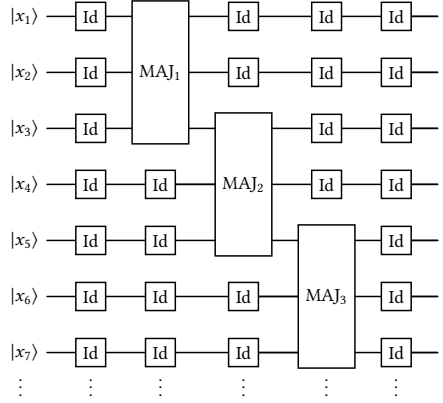 |x₁⟩ Id MAJ₁ Id Id Id
|x₂⟩ Id Id Id Id
|x₃⟩ Id Id Id
|x₄⟩ Id Id MAJ₂ Id Id
|x₅⟩ Id Id Id
|x₆⟩ Id Id Id MAJ₃ Id
|x₇⟩ Id Id Id Id
⋮ ⋮ ⋮ ⋮ ⋮ ⋮